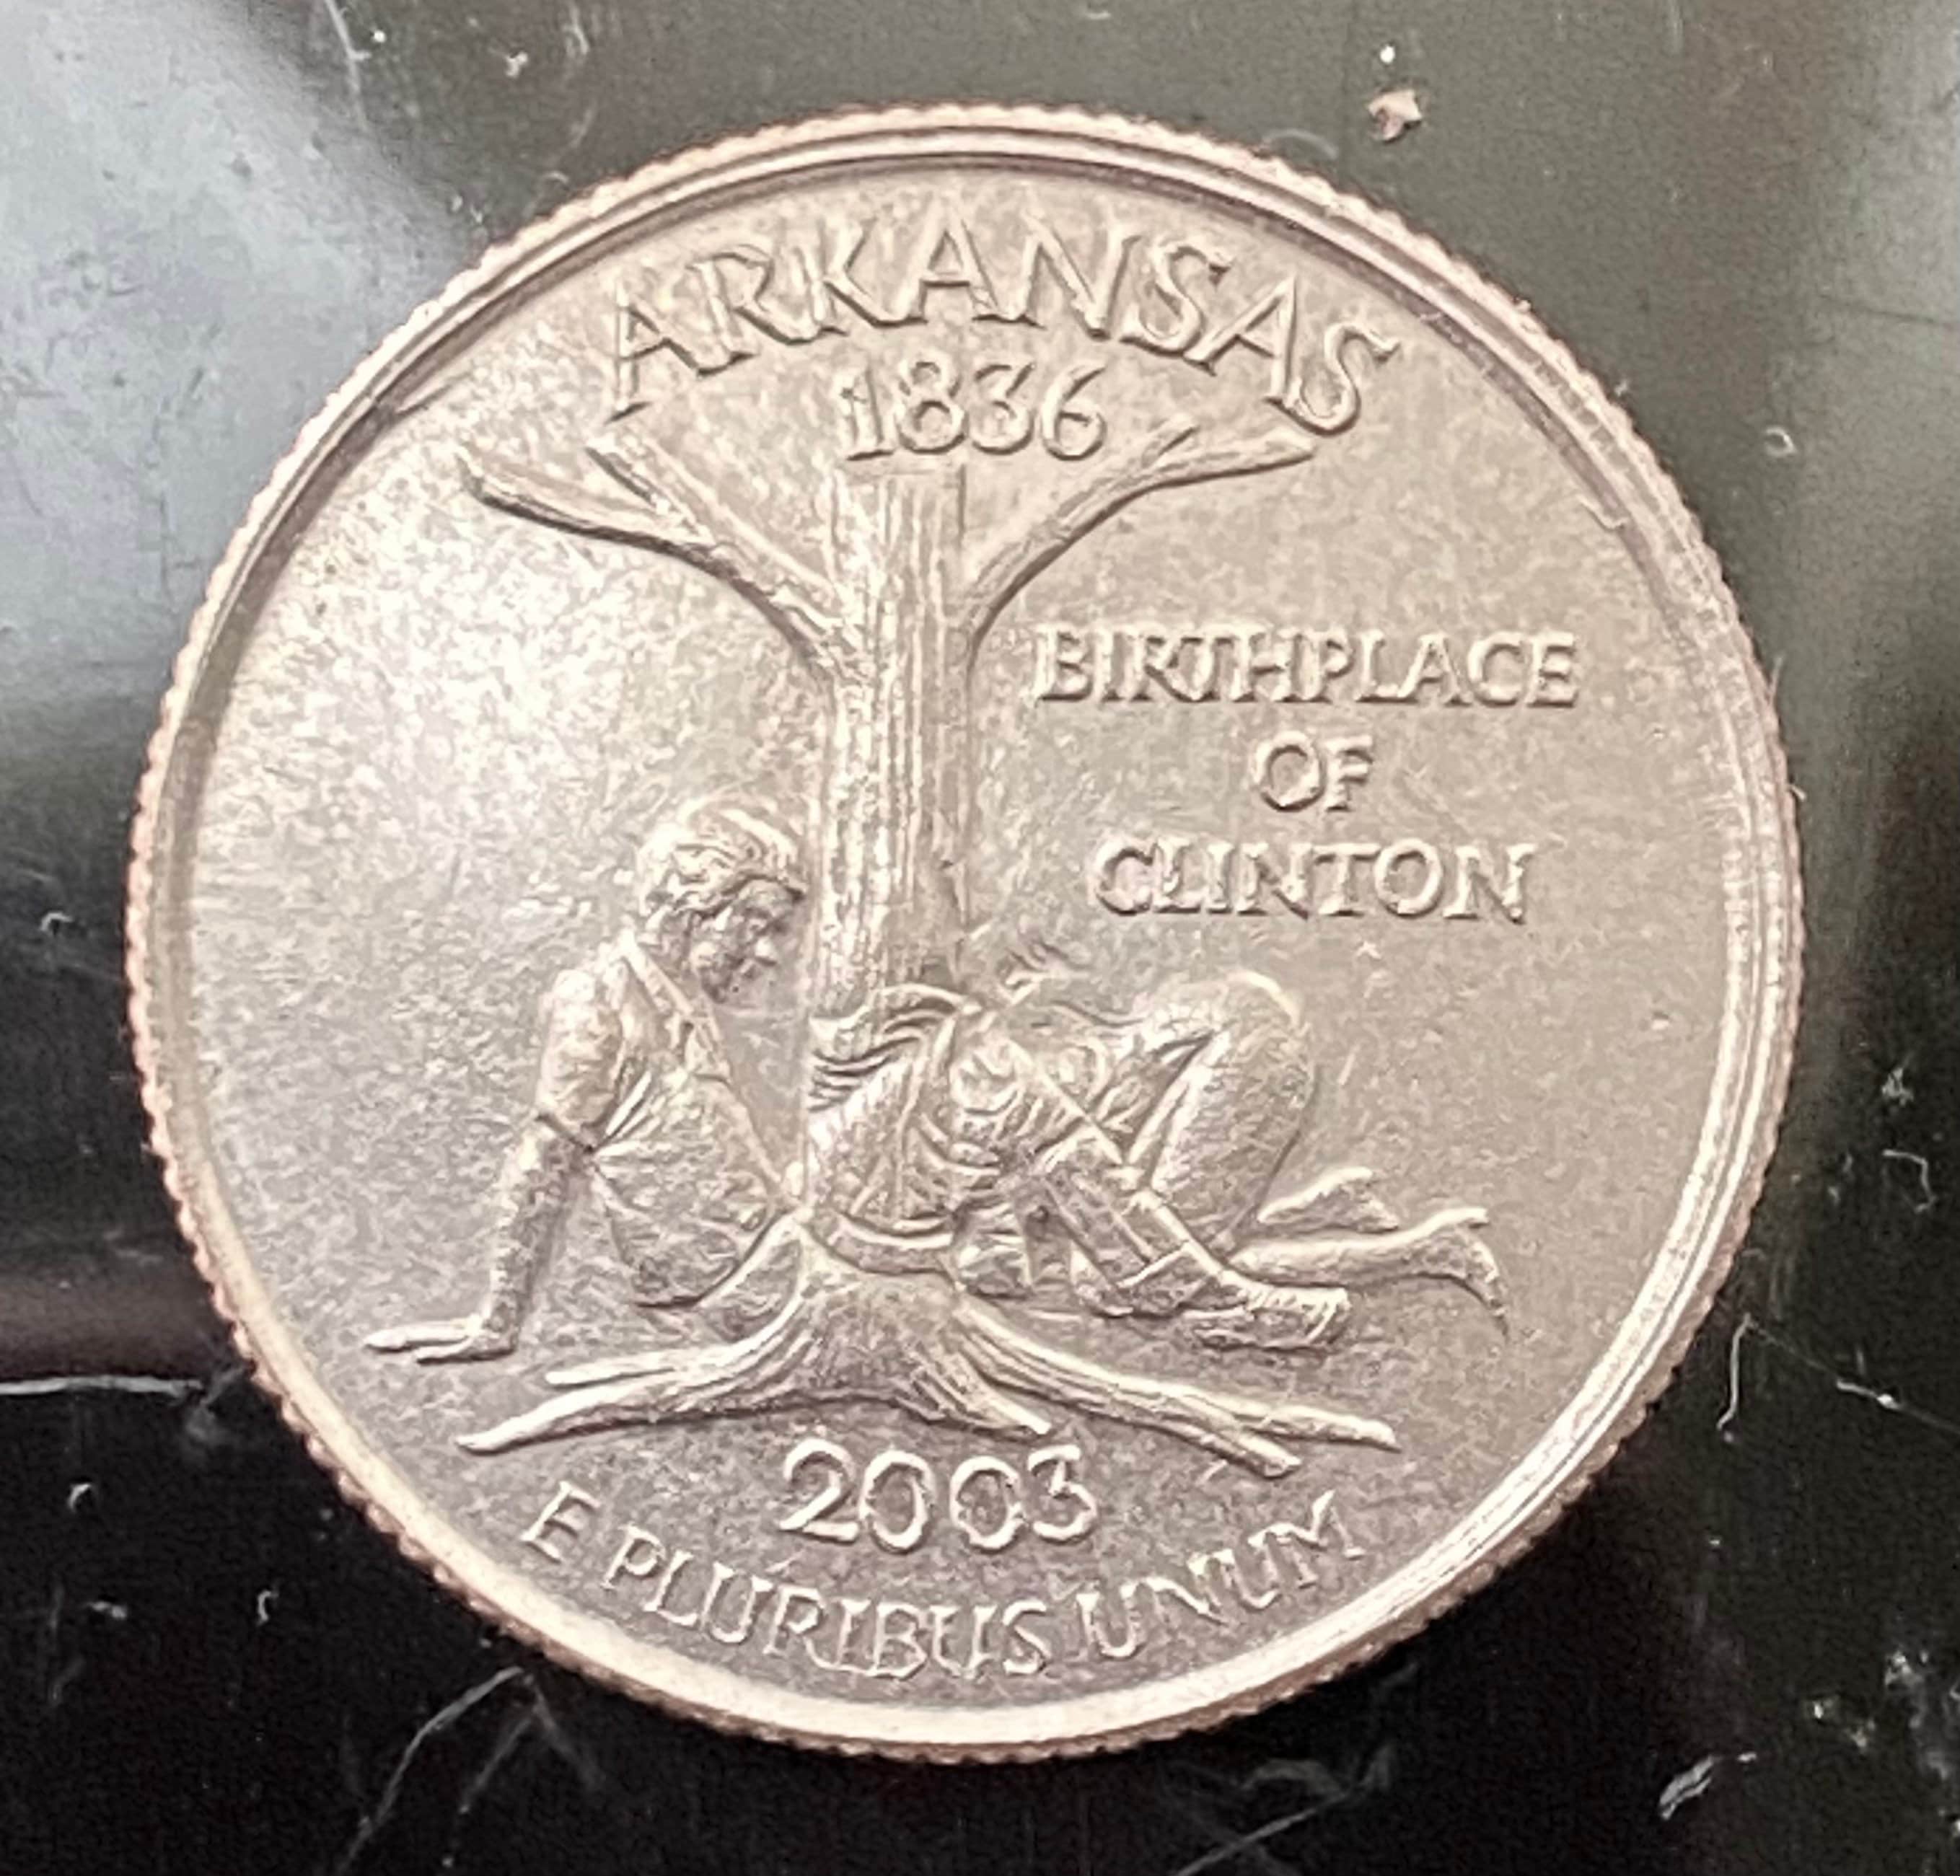 ARKANSAS
1836
BIRTHPLACE
OF
CLINTON
2003
E PLURIBUS UNUM